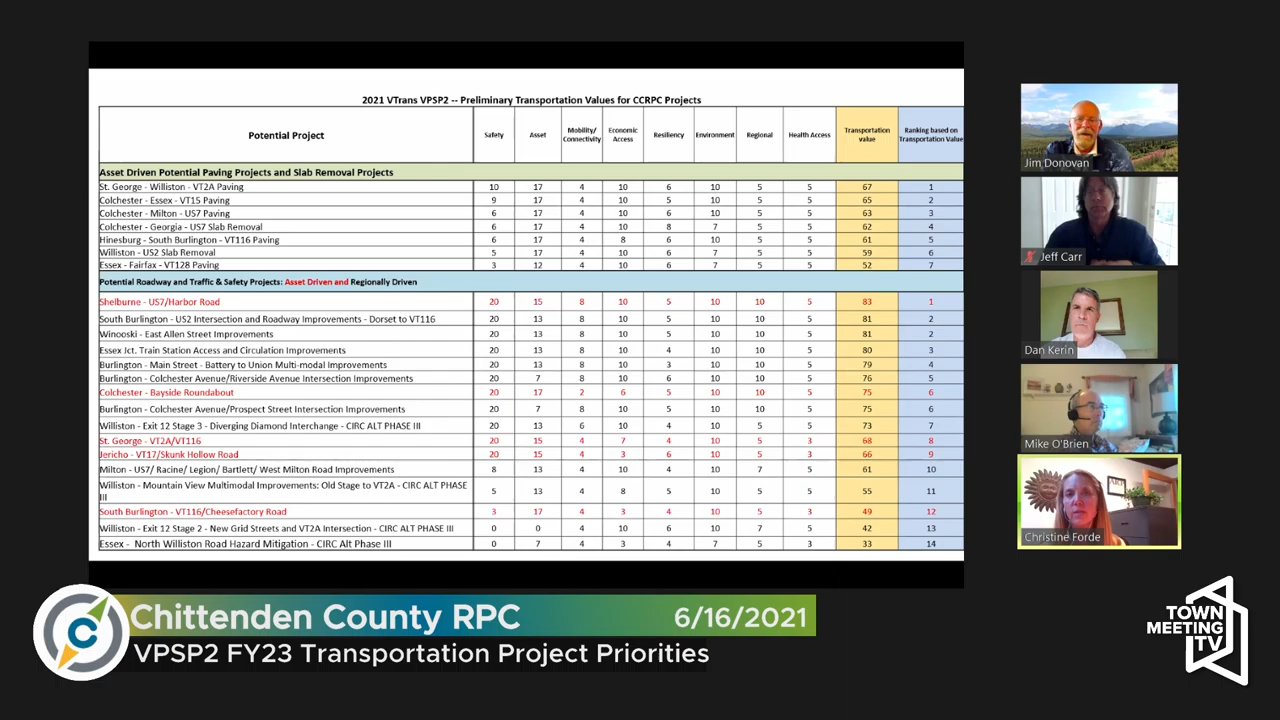 2021 VTrans VPSP2 -- Preliminary Transportation Values for CCRPC Projects
Potential Project Safety Asset Mobility/ Connectivity Economic Access Resiliency Environment Regional Health Access Transportation value Ranking based on Transportation Value
Asset Driven Potential Paving Projects and Slab Removal Projects
St. George - Williston - VT2A Paving 10 17 4 10 6 10 5 5 67 1
Colchester - Essex - VT15 Paving 9 17 4 10 5 10 5 5 65 2
Colchester - Milton - US7 Paving 6 17 4 10 6 10 5 5 63 3
Colchester - Georgia - US7 Slab Removal 6 17 4 10 8 7 5 5 62 4
Hinesburg - South Burlington - VT116 Paving 6 17 4 8 6 10 5 5 61 5
Williston - US2 Slab Removal 5 17 4 10 6 7 5 5 59 6
Essex - Fairfax - VT128 Paving 3 12 4 10 6 7 5 5 52 7
Potential Roadway and Traffic & Safety Projects: Asset Driven and Regionally Driven
Shelburne - US7/Harbor Road 20 15 8 10 5 10 10 5 83 1
South Burlington - US2 Intersection and Roadway Improvements - Dorset to VT116 20 13 8 10 5 10 10 5 81 2
Winooski - East Allen Street Improvements 20 13 8 10 5 10 10 5 81 2
Essex Jct. Train Station Access and Circulation Improvements 20 13 8 10 4 10 10 5 80 3
Burlington - Main Street - Battery to Union Multi-modal Improvements 20 13 8 10 3 10 10 5 79 4
Burlington - Colchester Avenue/Riverside Avenue Intersection Improvements 20 7 8 10 6 10 10 5 76 5
Colchester - Bayside Roundabout 20 17 2 6 5 10 10 5 75 6
Burlington - Colchester Avenue/Prospect Street Intersection Improvements 20 7 8 10 5 10 10 5 75 6
Williston - Exit 12 Stage 3 - Diverging Diamond Interchange - CIRC ALT PHASE III 20 13 6 10 4 10 5 5 73 7
St. George - VT2A/VT116 20 15 4 7 4 10 5 3 68 8
Jericho - VT17/Skunk Hollow Road 20 15 4 3 6 10 5 3 66 9
Milton - US7/ Racine/ Legion/ Bartlett/ West Milton Road Improvements 8 13 4 10 4 10 7 5 61 10
Williston - Mountain View Multimodal Improvements: Old Stage to VT2A - CIRC ALT PHASE III 5 13 4 8 5 10 5 5 55 11
South Burlington - VT116/Cheesefactory Road 3 17 4 3 4 10 5 3 49 12
Williston - Exit 12 Stage 2 - New Grid Streets and VT2A Intersection - CIRC ALT PHASE III 0 0 4 10 6 10 7 5 42 13
Essex - North Williston Road Hazard Mitigation - CIRC Alt Phase III 0 7 4 3 4 7 5 3 33 14
Jim Donovan
Jeff Carr
Dan Kerin
Mike O'Brien
Christine Forde
C
Chittenden County RPC 6/16/2021
VPSP2 FY23 Transportation Project Priorities
TOWN
MEETING
TV